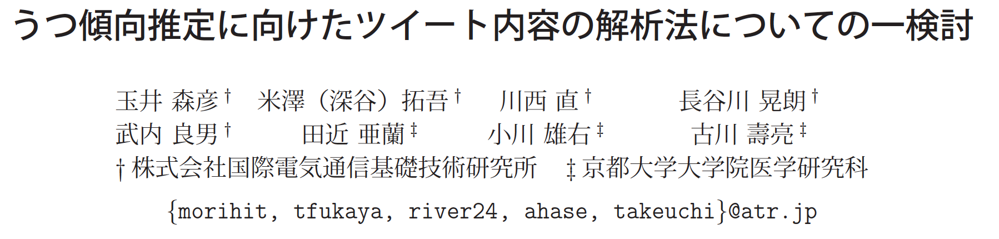 うつ傾向推定に向けたツイート内容の解析法についての一検討
玉井 森彦† 米澤（深谷）拓吾† 川西 直† 長谷川 晃朗†
武内 良男† 田近 亜蘭‡ 小川 雄右‡ 古川 壽亮‡
†株式会社国際電気通信基礎技術研究所 ‡京都大学大学院医学研究科
{morihit, tfukaya, river24, ahase, takeuchi}@atr.jp